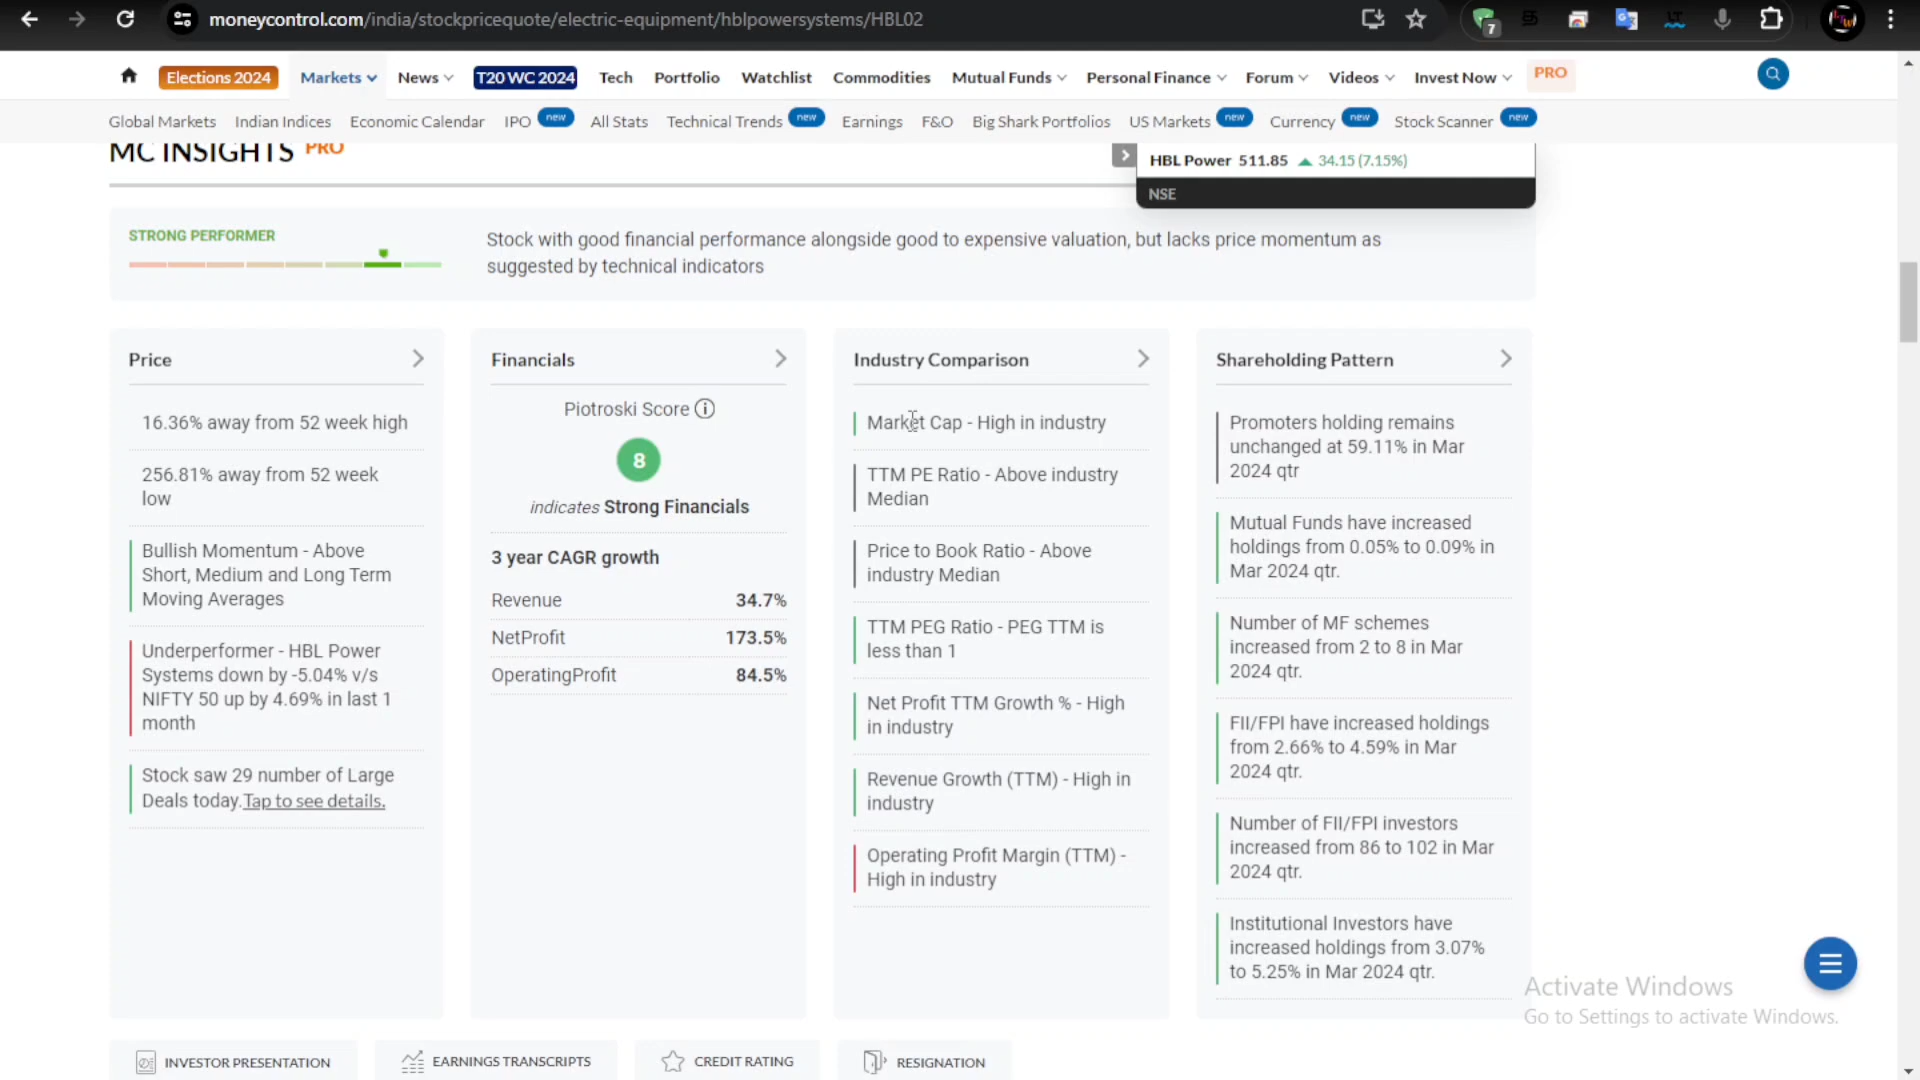 moneycontrol.com/india/stockpricequote/electric-equipment/hblpowersystems/HBL02
7
Elections 2024 Markets News T20 WC 2024 Tech Portfolio Watchlist Commodities Mutual Funds Personal Finance Forum Videos Invest Now PRO
Global Markets Indian Indices Economic Calendar IPO new All Stats Technical Trends new Earnings F&O Big Shark Portfolios US Markets new Currency new Stock Scanner new
MC INSIGHTS PRO
HBL Power 511.85 34.15 (7.15%)
NSE
STRONG PERFORMER
Stock with good financial performance alongside good to expensive valuation, but lacks price momentum as
suggested by technical indicators
Price
16.36% away from 52 week high
256.81% away from 52 week
low
Bullish Momentum - Above
Short, Medium and Long Term
Moving Averages
Underperformer - HBL Power
Systems down by -5.04% v/s
NIFTY 50 up by 4.69% in last 1
month
Stock saw 29 number of Large
Deals today.Tap to see details.
Financials
Piotroski Score
8
indicates Strong Financials
3 year CAGR growth
Revenue 34.7%
NetProfit 173.5%
OperatingProfit 84.5%
Industry Comparison
Market Cap - High in industry
TTM PE Ratio - Above industry
Median
Price to Book Ratio - Above
industry Median
TTM PEG Ratio - PEG TTM is
less than 1
Net Profit TTM Growth % - High
in industry
Revenue Growth (TTM) - High in
industry
Operating Profit Margin (TTM) -
High in industry
Shareholding Pattern
Promoters holding remains
unchanged at 59.11% in Mar
2024 qtr
Mutual Funds have increased
holdings from 0.05% to 0.09% in
Mar 2024 qtr.
Number of MF schemes
increased from 2 to 8 in Mar
2024 qtr.
FII/FPI have increased holdings
from 2.66% to 4.59% in Mar
2024 qtr.
Number of FII/FPI investors
increased from 86 to 102 in Mar
2024 qtr.
Institutional Investors have
increased holdings from 3.07%
to 5.25% in Mar 2024 qtr.
Activate Windows
Go to Settings to activate Windows.
INVESTOR PRESENTATION EARNINGS TRANSCRIPTS CREDIT RATING RESIGNATION